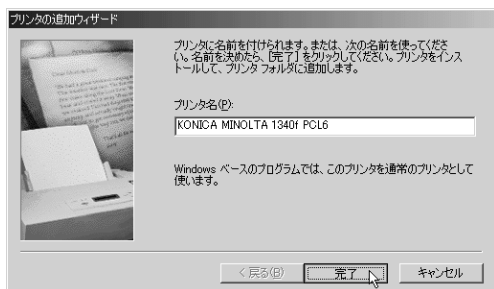 プリンタの追加ウィザード
プリンタに名前を付けられます。または、次の名前を使ってくださ
い。名前を決めたら、[完了] をクリックしてください。プリンタをインス
トールして、プリンタ フォルダに追加します。
プリンタ名(P):
KONICA MINOLTA 1340f PCL6
Windows ベースのプログラムでは、このプリンタを通常のプリンタとして
使います。
< 戻る(B)
完了
キャンセル